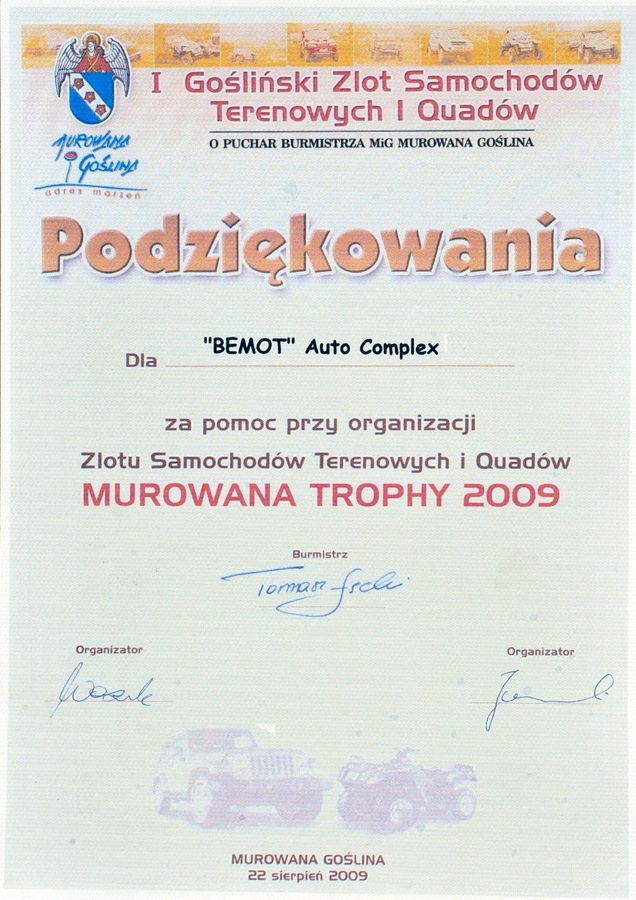 I Gośliński Zlot Samochodów
Terenowych I Quadów
O PUCHAR BURMISTRZA MiG MUROWANA GOŚLINA
MUROWANA
GOŚLINA
adres marzeń
Podziękowania
Dla "BEMOT" Auto Complex
za pomoc przy organizacji
Zlotu Samochodów Terenowych i Quadów
MUROWANA TROPHY 2009
Burmistrz
Tomasz
Organizator
Organizator
MUROWANA GOŚLINA
22 sierpień 2009